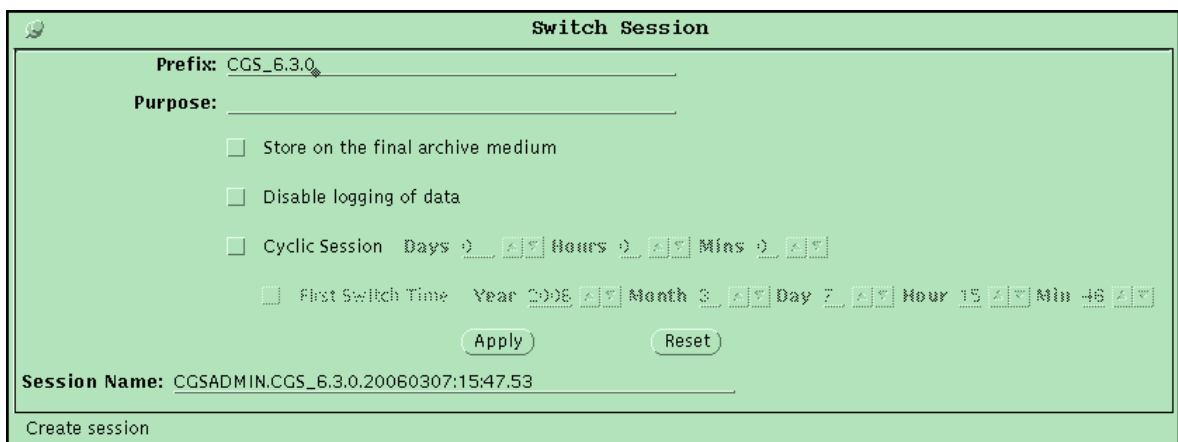 Switch Session
Prefix: CGS_6.3.0
Purpose:
Store on the final archive medium
Disable logging of data
Cyclic Session Days 0 Hours 0 Mins 0
First Switch Time Year 2006 Month 3 Day 7 Hour 15 Min 46
Apply Reset
Session Name: CGSADMIN.CGS_6.3.0.20060307:15:47.53
Create session